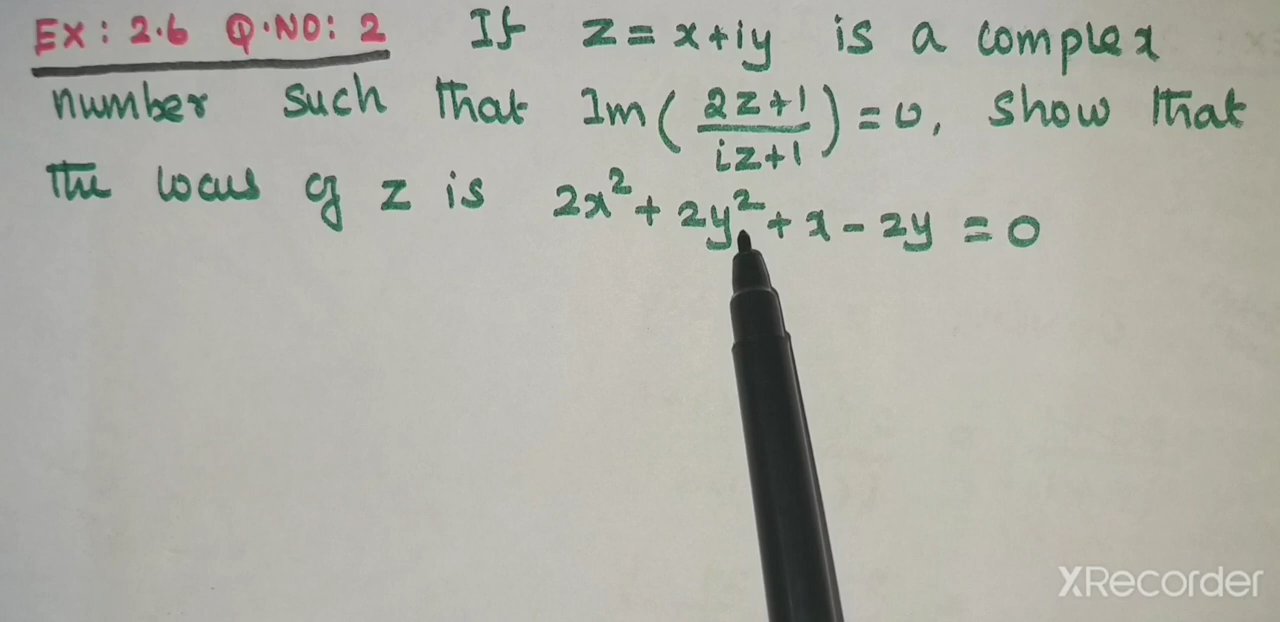 EX: 2.6 Q.NO: 2 If z = x+iy is a complex
number such that Im(2z+1/iz+1) = 0, show that
the locus of z is 2x²+ 2y²+ x - 2y = 0
XRecorder